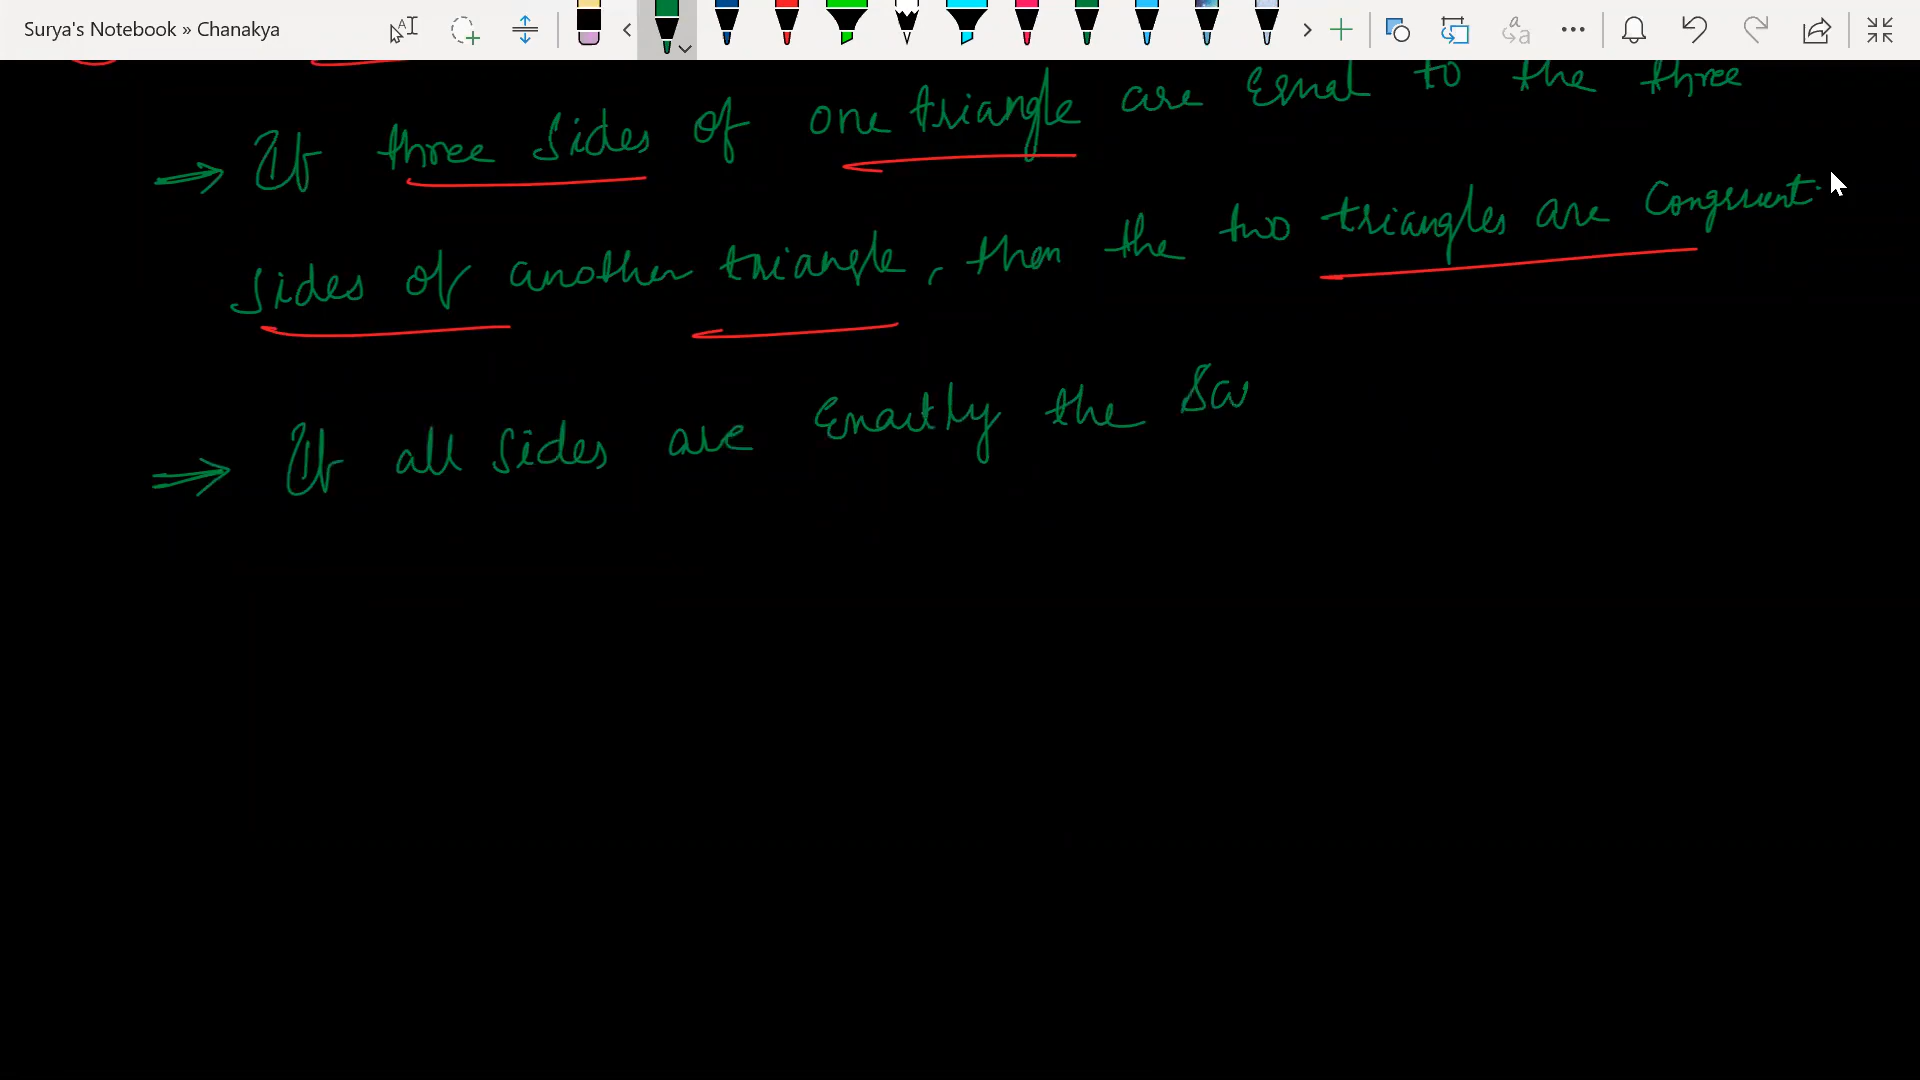 Surya's Notebook » Chanakya
⇒ If three sides of one triangle are Equal to the three
sides of another triangle, then the two triangles are Congruent.
⇒ If all sides are Exactly the Sa